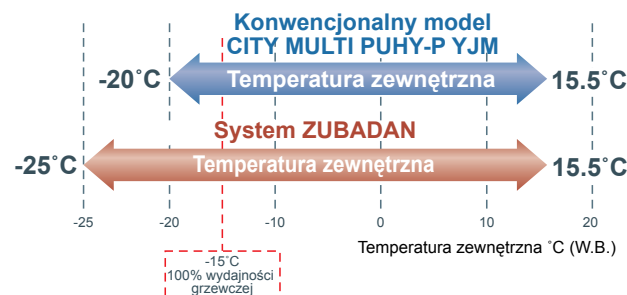 Konwencjonalny model
CITY MULTI PUHY-P YJM
-20˚C Temperatura zewnętrzna 15.5˚C
System ZUBADAN
-25˚C Temperatura zewnętrzna 15.5˚C
-25 -20 -10 0 10 20
Temperatura zewnętrzna ˚C (W.B.)
-15˚C
100% wydajności
grzewczej